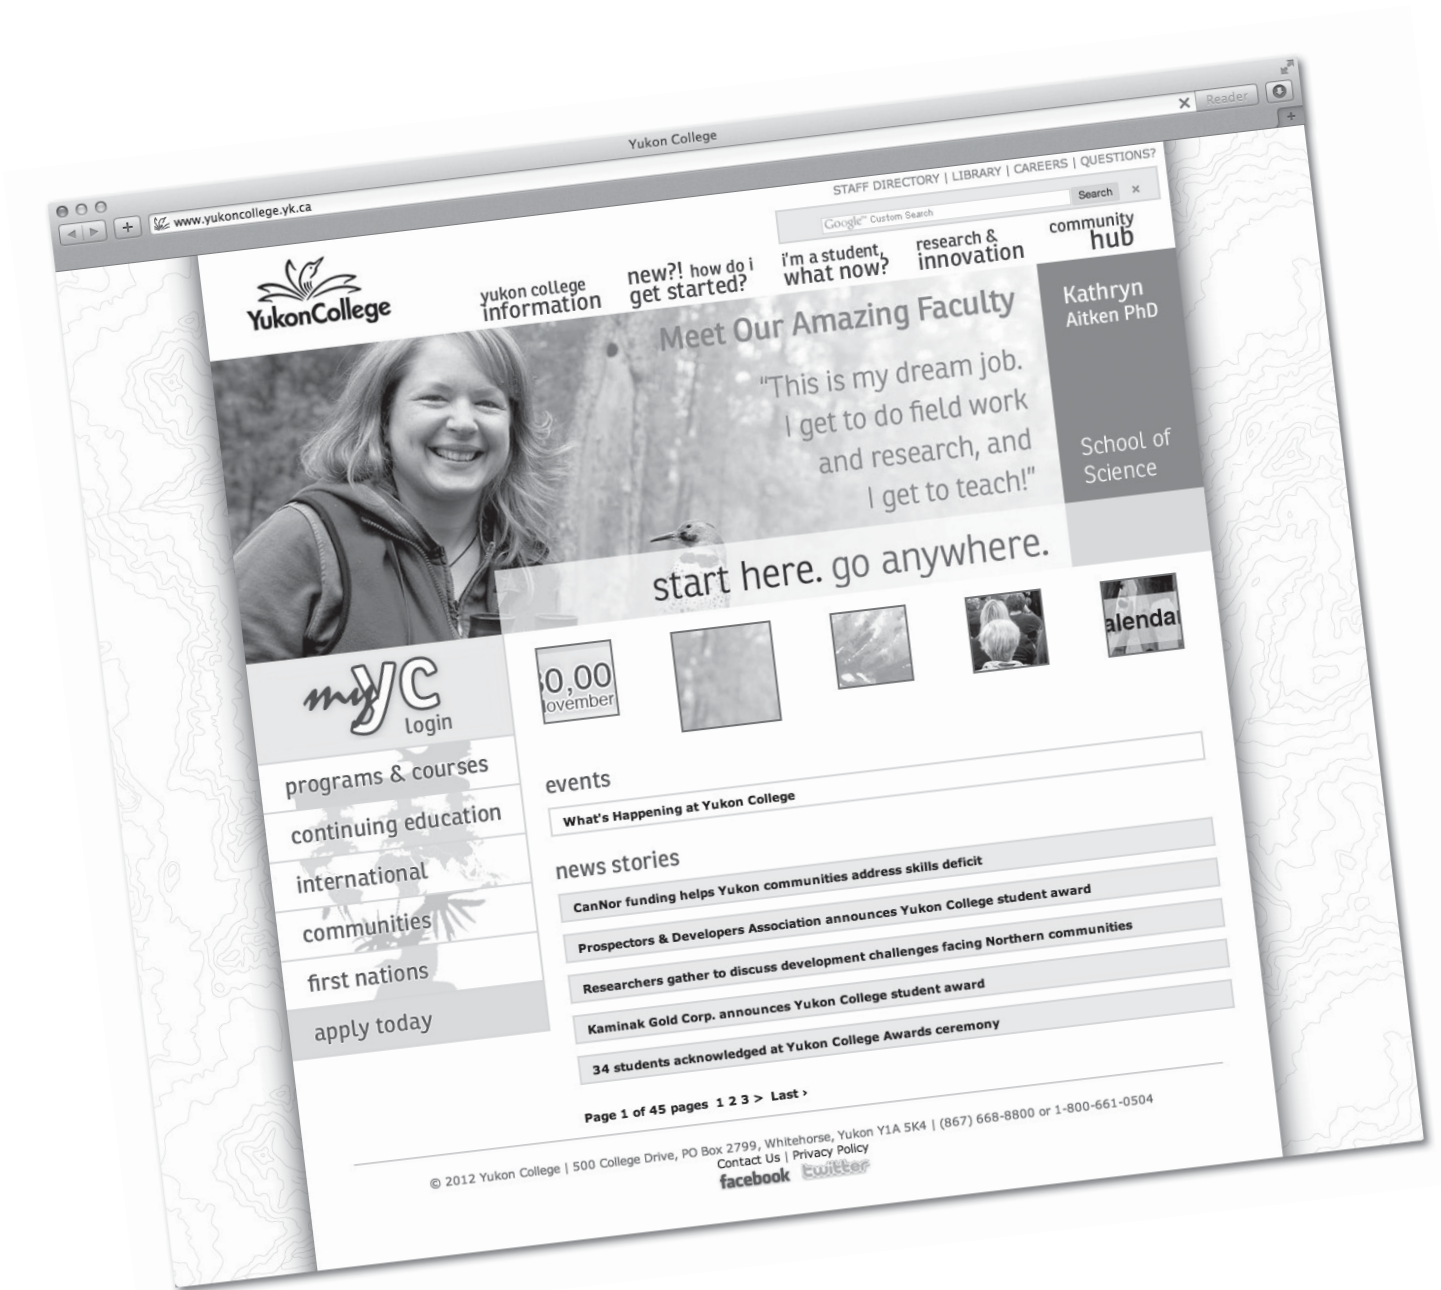 Yukon College
Reader
www.yukoncollege.yk.ca
STAFF DIRECTORY | LIBRARY | CAREERS | QUESTIONS?
Google™ Custom Search
Search
YukonCollege
yukon college
information
new?! how do i
get started?
i'm a student,
what now?
research &
innovation
community
hub
Meet Our Amazing Faculty
"This is my dream job.
I get to do field work
and research, and
I get to teach!"
Kathryn
Aitken PhD
School of
Science
start here. go anywhere.
0,00
ovember
alenda
myYC
login
programs & courses
continuing education
international
communities
first nations
apply today
events
What's Happening at Yukon College
news stories
CanNor funding helps Yukon communities address skills deficit
Prospectors & Developers Association announces Yukon College student award
Researchers gather to discuss development challenges facing Northern communities
Kaminak Gold Corp. announces Yukon College student award
34 students acknowledged at Yukon College Awards ceremony
Page 1 of 45 pages 1 2 3 > Last ›
© 2012 Yukon College | 500 College Drive, PO Box 2799, Whitehorse, Yukon Y1A 5K4 | (867) 668-8800 or 1-800-661-0504
Contact Us | Privacy Policy
facebook twitter